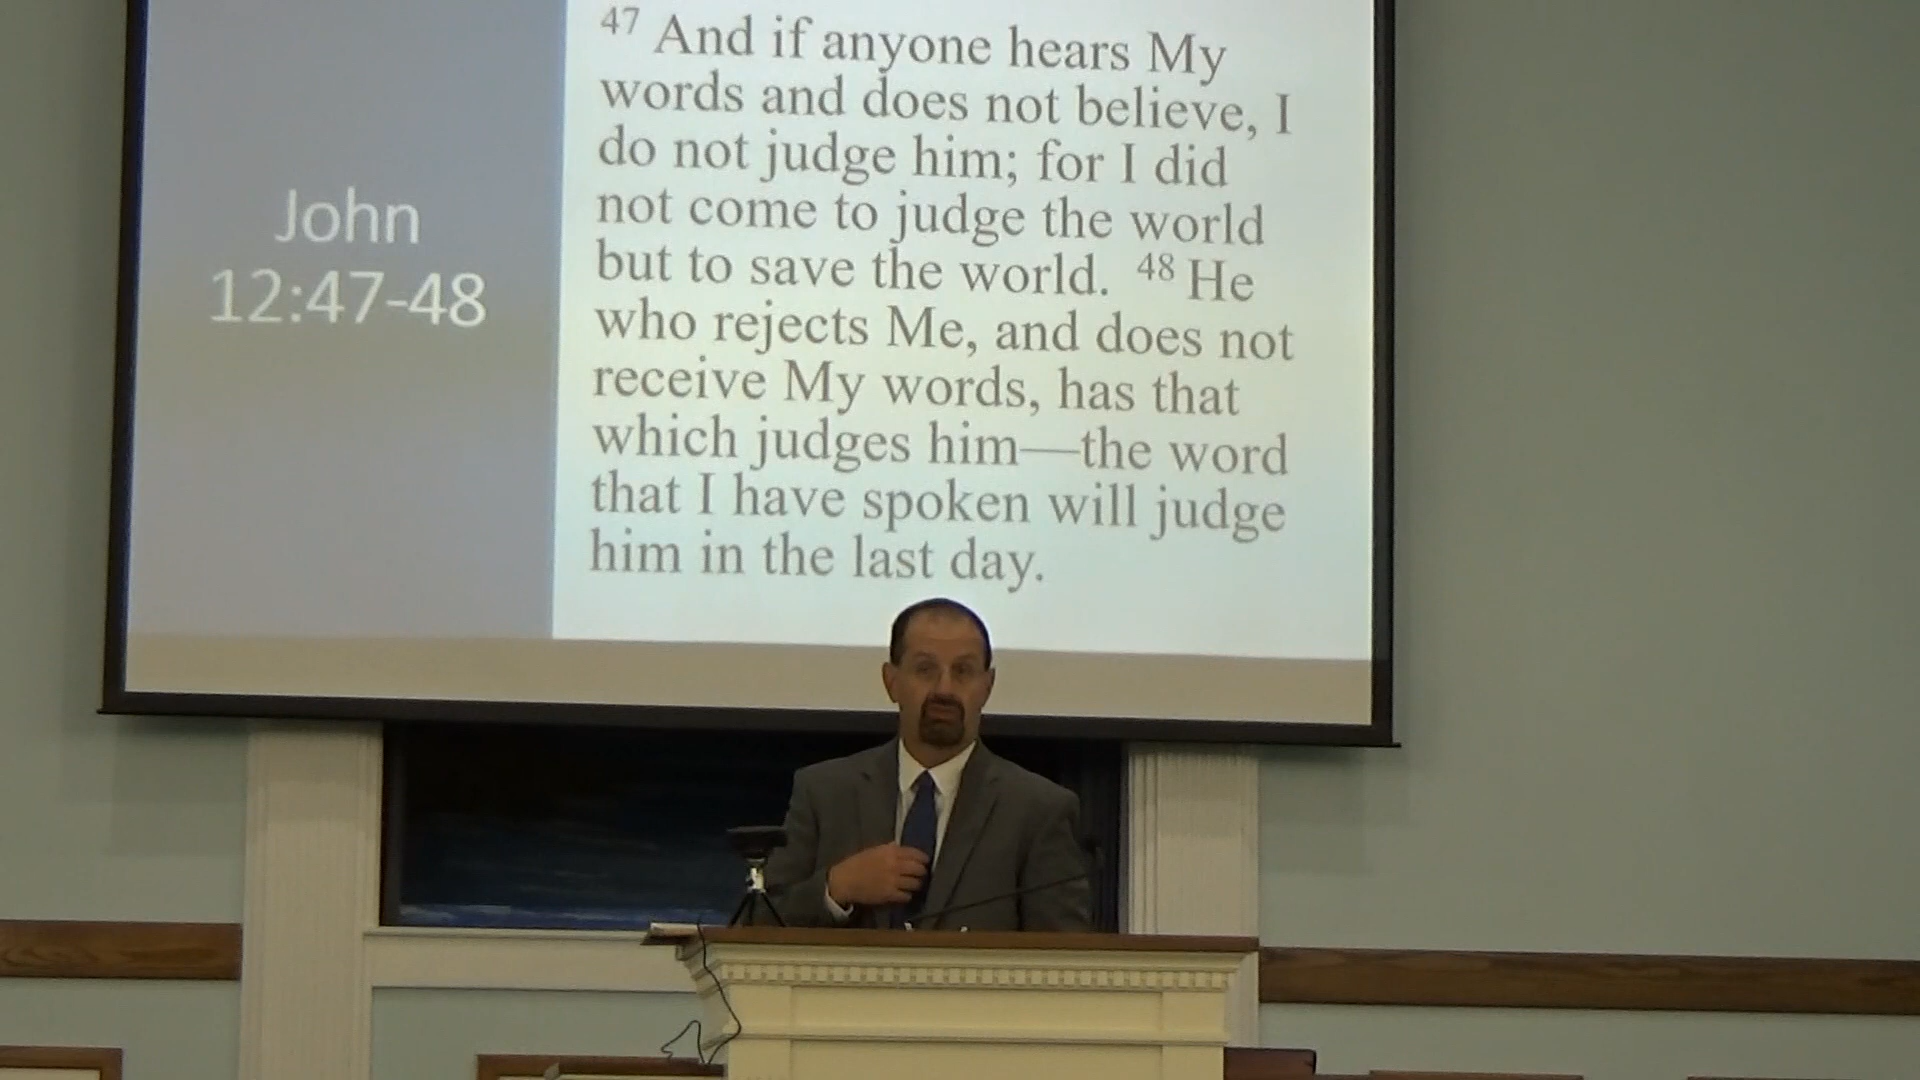 John
12:47-48
47 And if anyone hears My
words and does not believe, I
do not judge him; for I did
not come to judge the world
but to save the world. 48 He
who rejects Me, and does not
receive My words, has that
which judges him—the word
that I have spoken will judge
him in the last day.